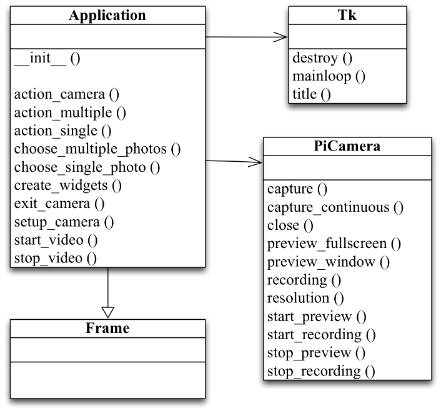 Application
__init__ ()
action_camera ()
action_multiple ()
action_single ()
choose_multiple_photos ()
choose_single_photo ()
create_widgets ()
exit_camera ()
setup_camera ()
start_video ()
stop_video ()
Tk
destroy ()
mainloop ()
title ()
PiCamera
capture ()
capture_continuous ()
close ()
preview_fullscreen ()
preview_window ()
recording ()
resolution ()
start_preview ()
start_recording ()
stop_preview ()
stop_recording ()
Frame